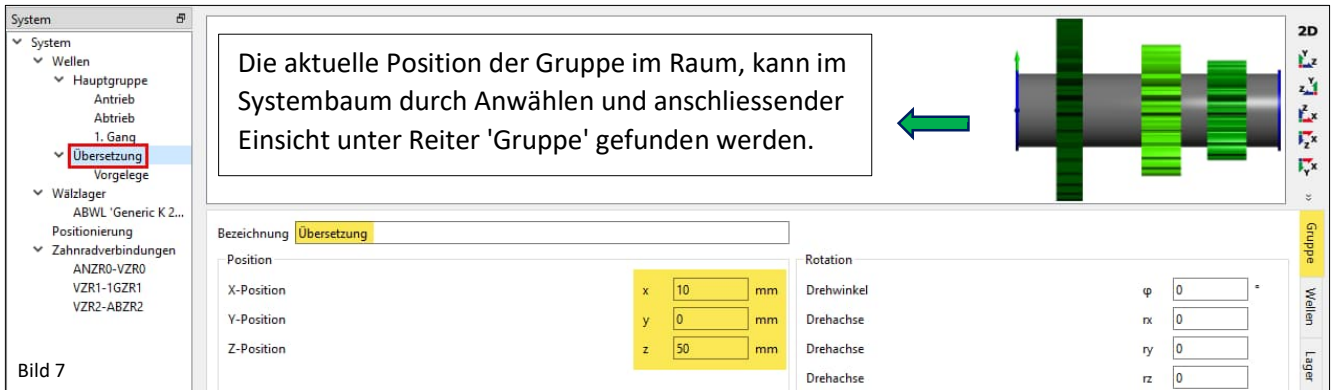 System
System
Wellen
Hauptgruppe
Antrieb
Abtrieb
1. Gang
Übersetzung
Vorgelege
Wälzlager
ABWL 'Generic K 2...
Positionierung
Zahnradverbindungen
ANZR0-VZR0
VZR1-1GZR1
VZR2-ABZR2
Bild 7
Die aktuelle Position der Gruppe im Raum, kann im
Systembaum durch Anwählen und anschliessender
Einsicht unter Reiter 'Gruppe' gefunden werden.
2D
Y Z
Z Y
Z X
Z X
Y X
Bezeichnung Übersetzung
Position
X-Position x 10 mm
Y-Position y 0 mm
Z-Position z 50 mm
Rotation
Drehwinkel φ 0 °
Drehachse rx 0
Drehachse ry 0
Drehachse rz 0
Gruppe
Wellen
Lager